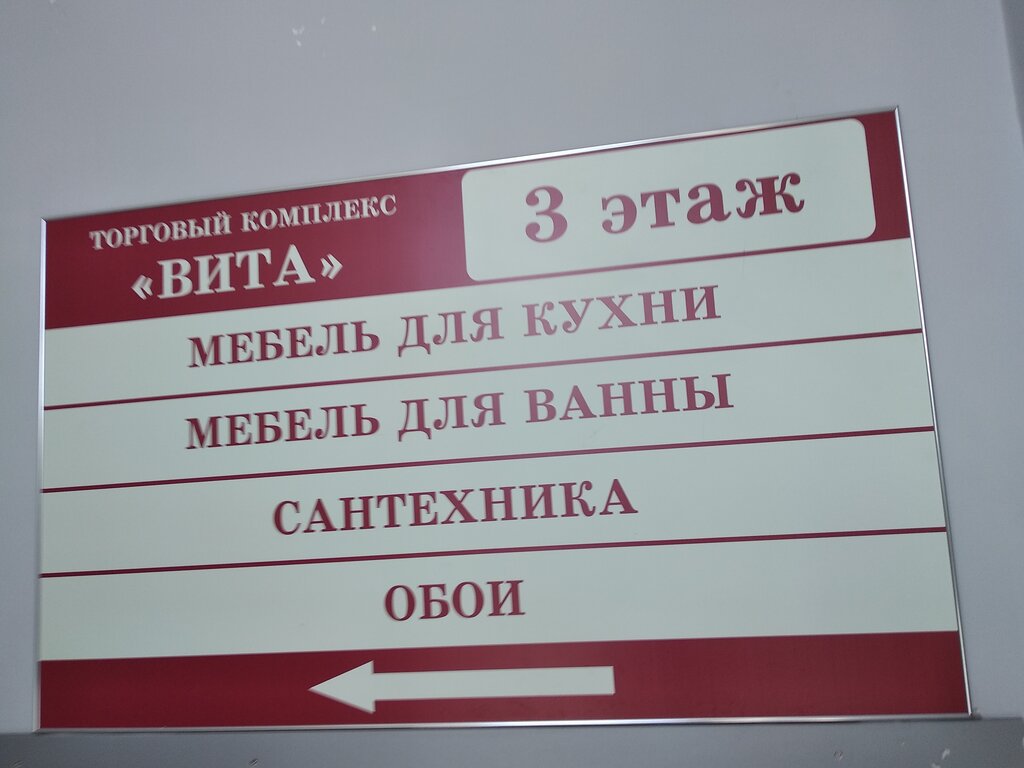 ТОРГОВЫЙ КОМПЛЕКС
«ВИТА»
3 этаж
МЕБЕЛЬ ДЛЯ КУХНИ
МЕБЕЛЬ ДЛЯ ВАННЫ
САНТЕХНИКА
ОБОИ